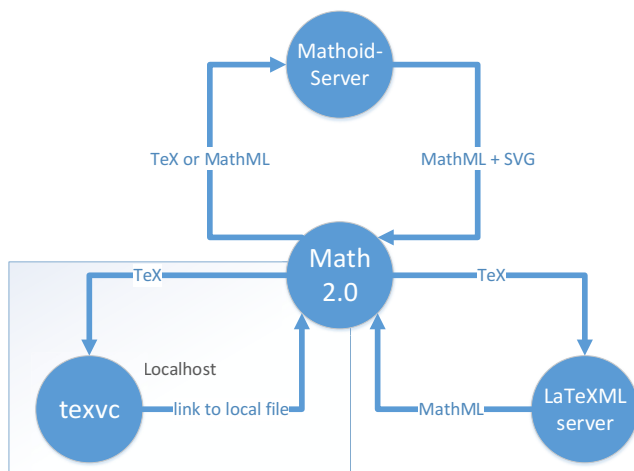 Mathoid-
Server
TeX or MathML
MathML + SVG
Math
2.0
TeX
TeX
Localhost
texvc
link to local file
MathML
LaTeXML
server